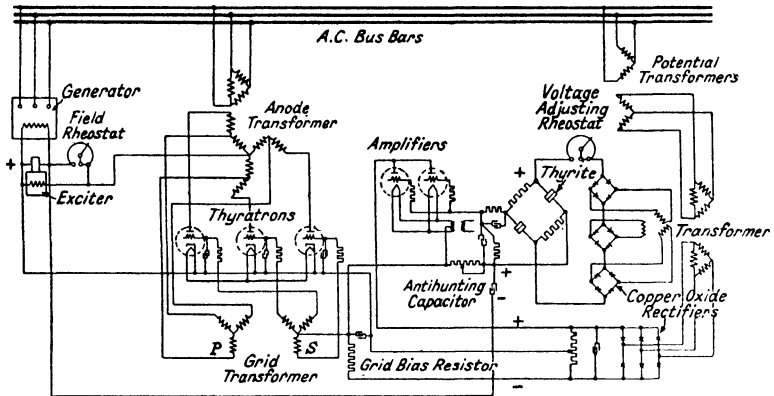 A.C. Bus Bars
Generator
Field
Rheostat
+
Exciter
Anode
Transformer
Thyratrons
P
S
Grid
Transformer
Amplifiers
Antihunting
Capacitor
+
-
Grid Bias Resistor
+
-
Potential
Transformers
Voltage
Adjusting
Rheostat
+
Thyrite
Transformer
Copper Oxide
Rectifiers